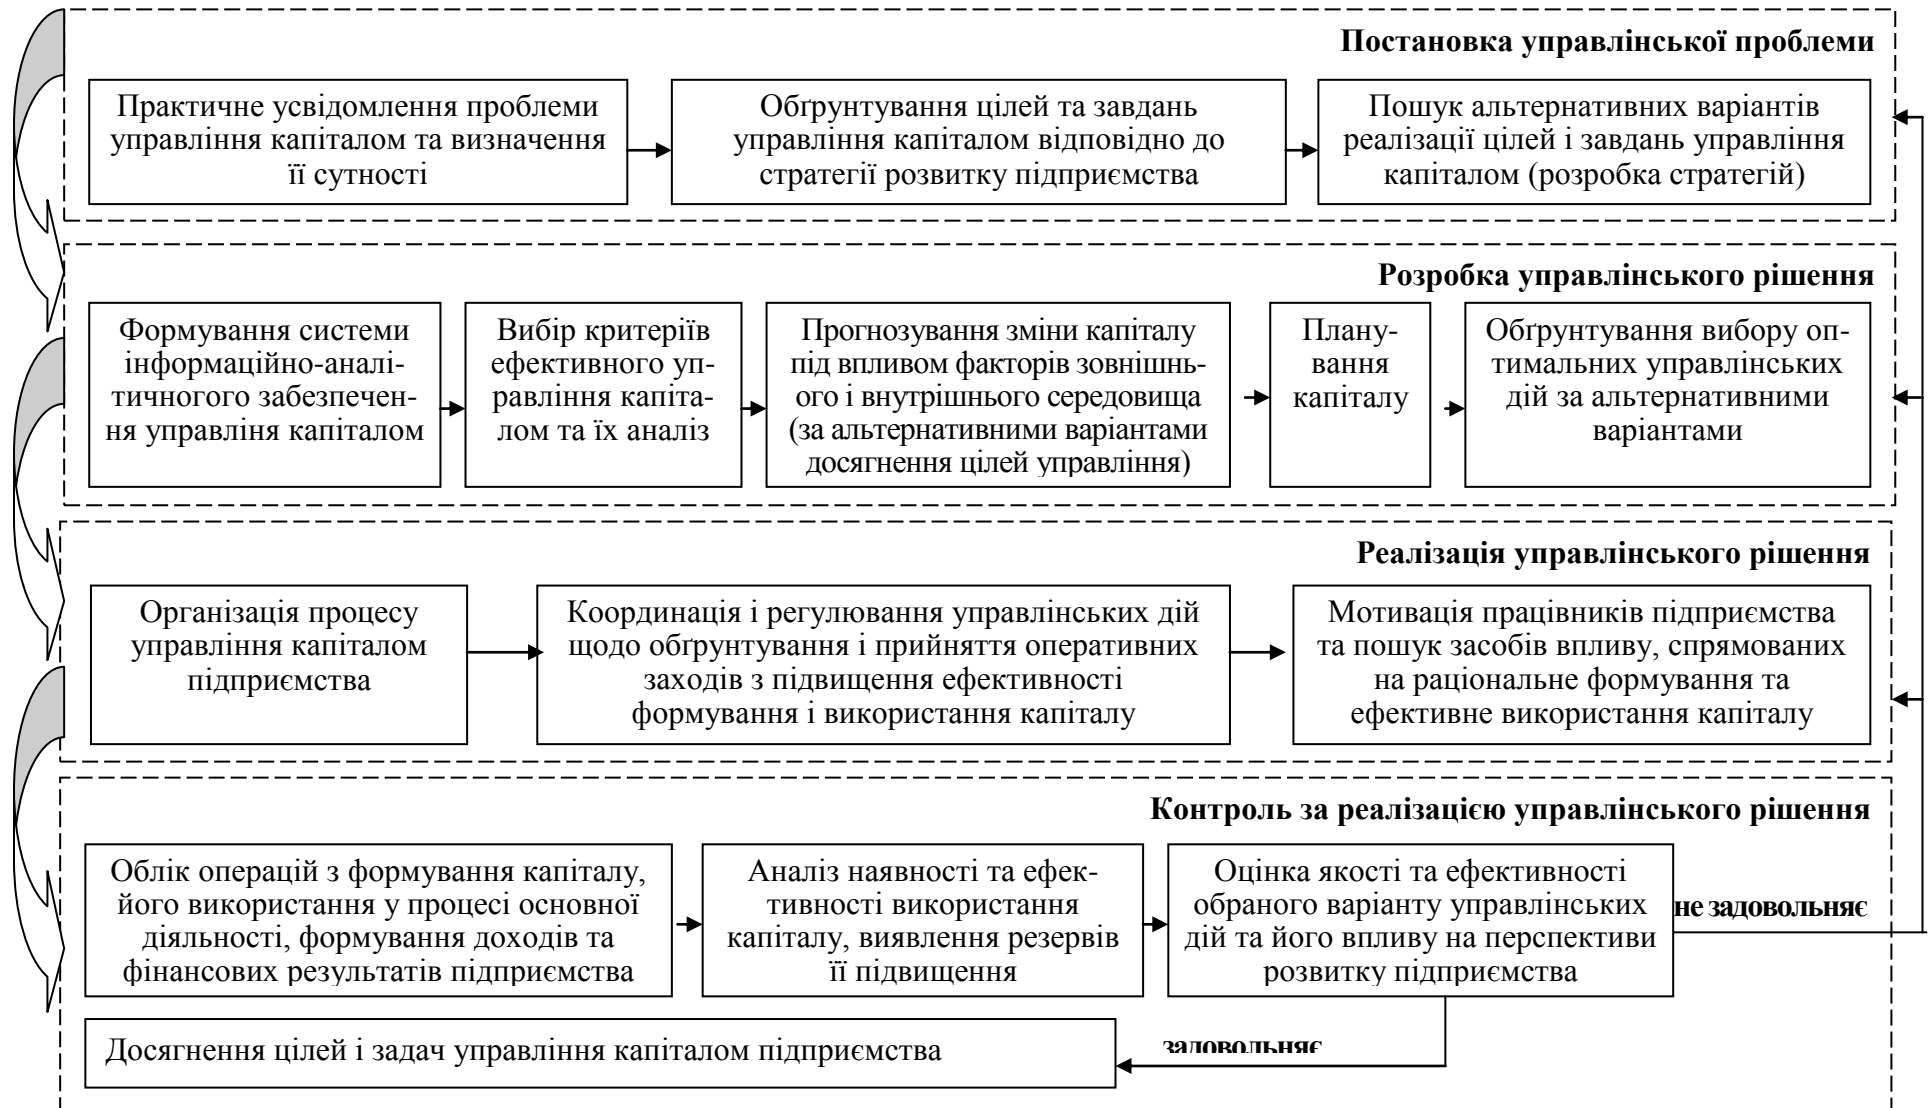 Постановка управлінської проблеми
Практичне усвідомлення проблеми
управління капіталом та визначення
її сутності
Обґрунтування цілей та завдань
управління капіталом відповідно до
стратегії розвитку підприємства
Пошук альтернативних варіантів
реалізації цілей і завдань управління
капіталом (розробка стратегій)
Розробка управлінського рішення
Формування системи
інформаційно-аналі-
тичного забезпечен-
ня управліня капіталом
Вибір критеріїв
ефективного уп-
равління капіта-
лом та їх аналіз
Прогнозування зміни капіталу
під впливом факторів зовнішнь-
ого і внутрішнього середовища
(за альтернативними варіантами
досягнення цілей управління)
Плану-
вання
капіталу
Обґрунтування вибору оп-
тимальних управлінських
дій за альтернативними
варіантами
Реалізація управлінського рішення
Організація процесу
управління капіталом
підприємства
Координація і регулювання управлінських дій
щодо обґрунтування і прийняття оперативних
заходів з підвищення ефективності
формування і використання капіталу
Мотивація працівників підприємства
та пошук засобів впливу, спрямованих
на раціональне формування та
ефективне використання капіталу
Контроль за реалізацією управлінського рішення
Облік операцій з формування капіталу,
його використання у процесі основної
діяльності, формування доходів та
фінансових результатів підприємства
Аналіз наявності та ефек-
тивності використання
капіталу, виявлення резервів
її підвищення
Оцінка якості та ефективності
обраного варіанту управлінських
дій та його впливу на перспективи
розвитку підприємства
не задовольняє
Досягнення цілей і задач управління капіталом підприємства
задовольняє